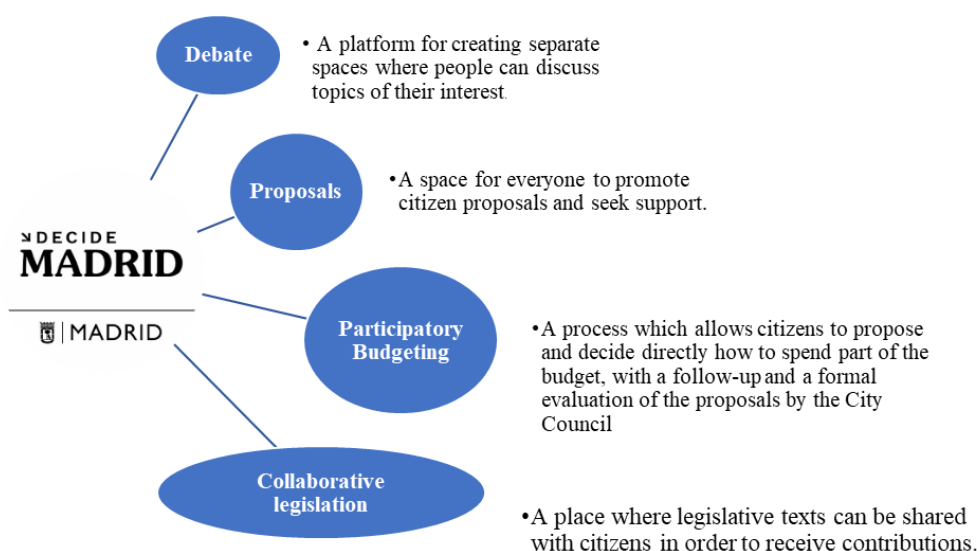 Debate
• A platform for creating separate
spaces where people can discuss
topics of their interest.
Proposals
•A space for everyone to promote
citizen proposals and seek support.
DECIDE
MADRID
MADRID
Participatory
Budgeting
•A process which allows citizens to propose
and decide directly how to spend part of the
budget, with a follow-up and a formal
evaluation of the proposals by the City
Council
Collaborative
legislation
•A place where legislative texts can be shared
with citizens in order to receive contributions.